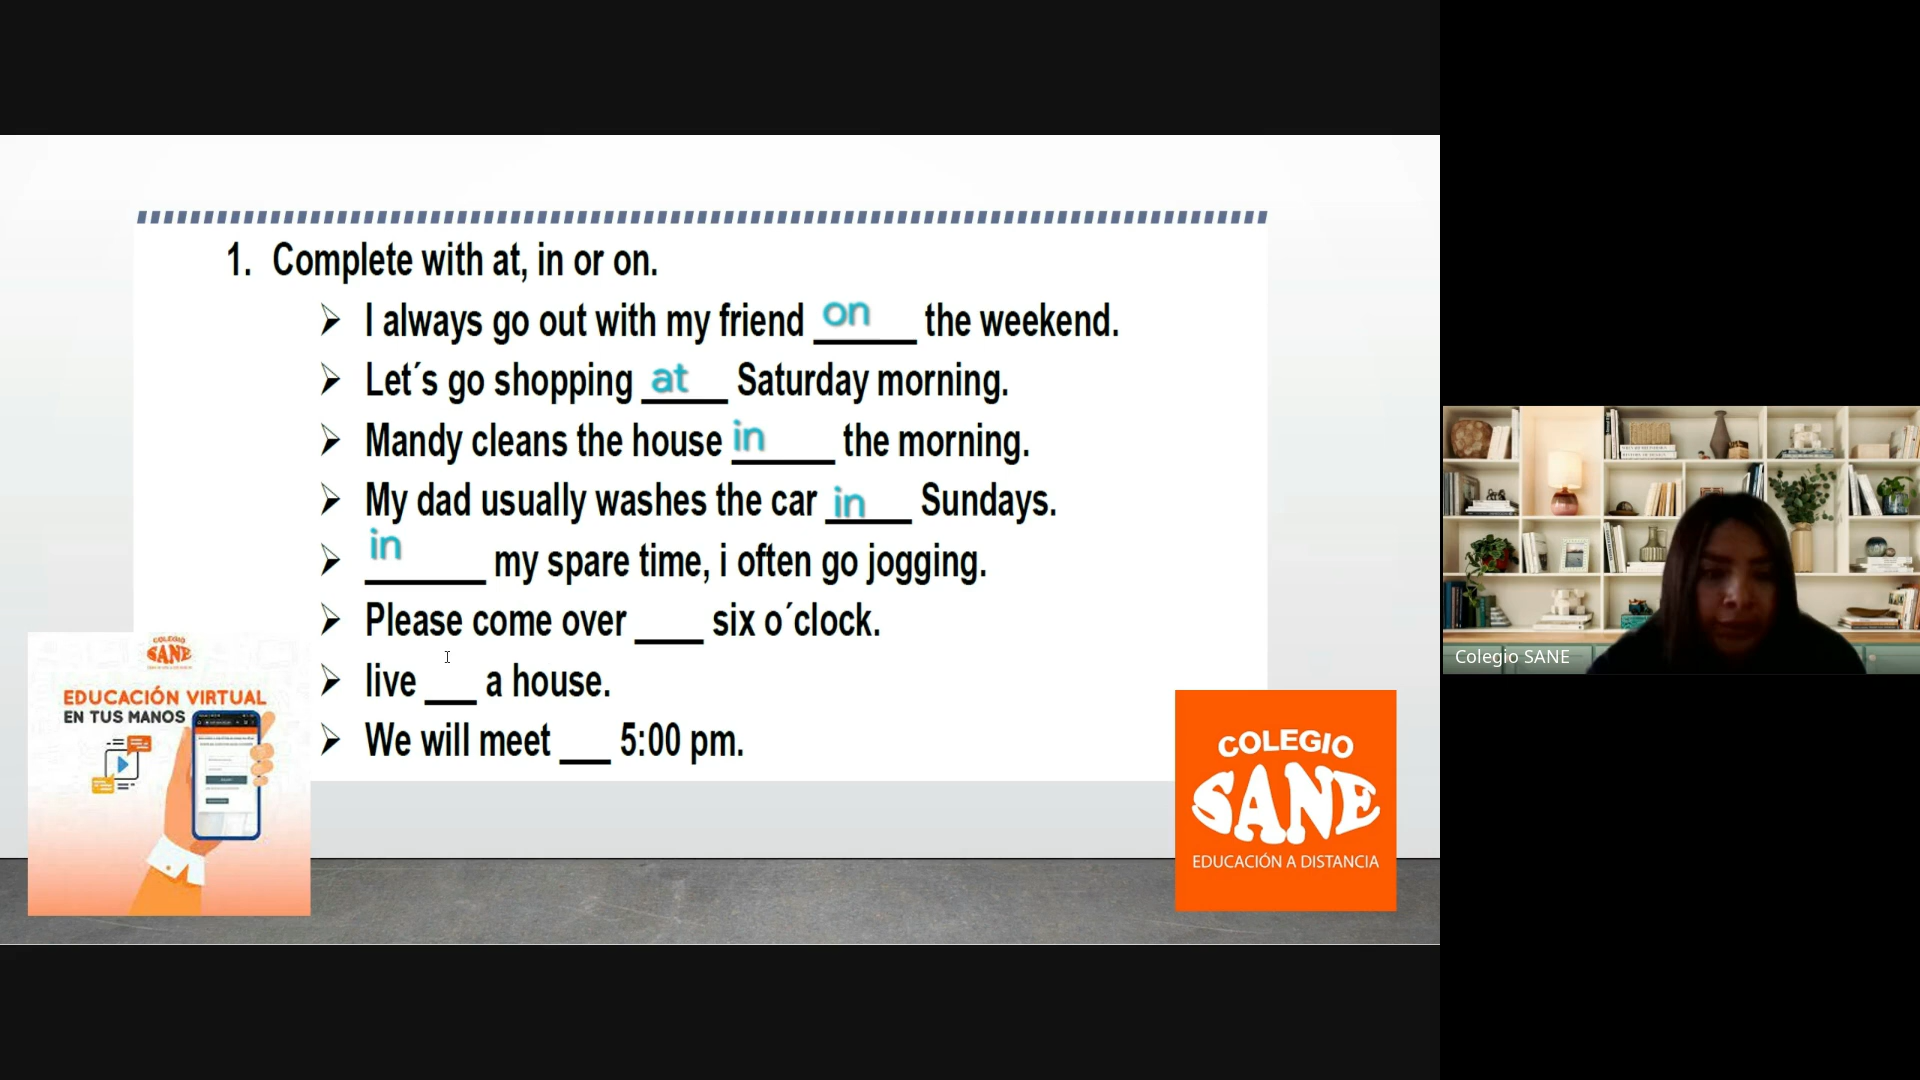 1. Complete with at, in or on.
I always go out with my friend on the weekend.
Let´s go shopping at Saturday morning.
Mandy cleans the house in the morning.
My dad usually washes the car in Sundays.
in my spare time, i often go jogging.
Please come over ____ six o´clock.
live ___ a house.
We will meet ___ 5:00 pm.
COLEGIO
SANE
EDUCACIÓN VIRTUAL
EN TUS MANOS
COLEGIO
SANE
EDUCACIÓN A DISTANCIA
Colegio SANE